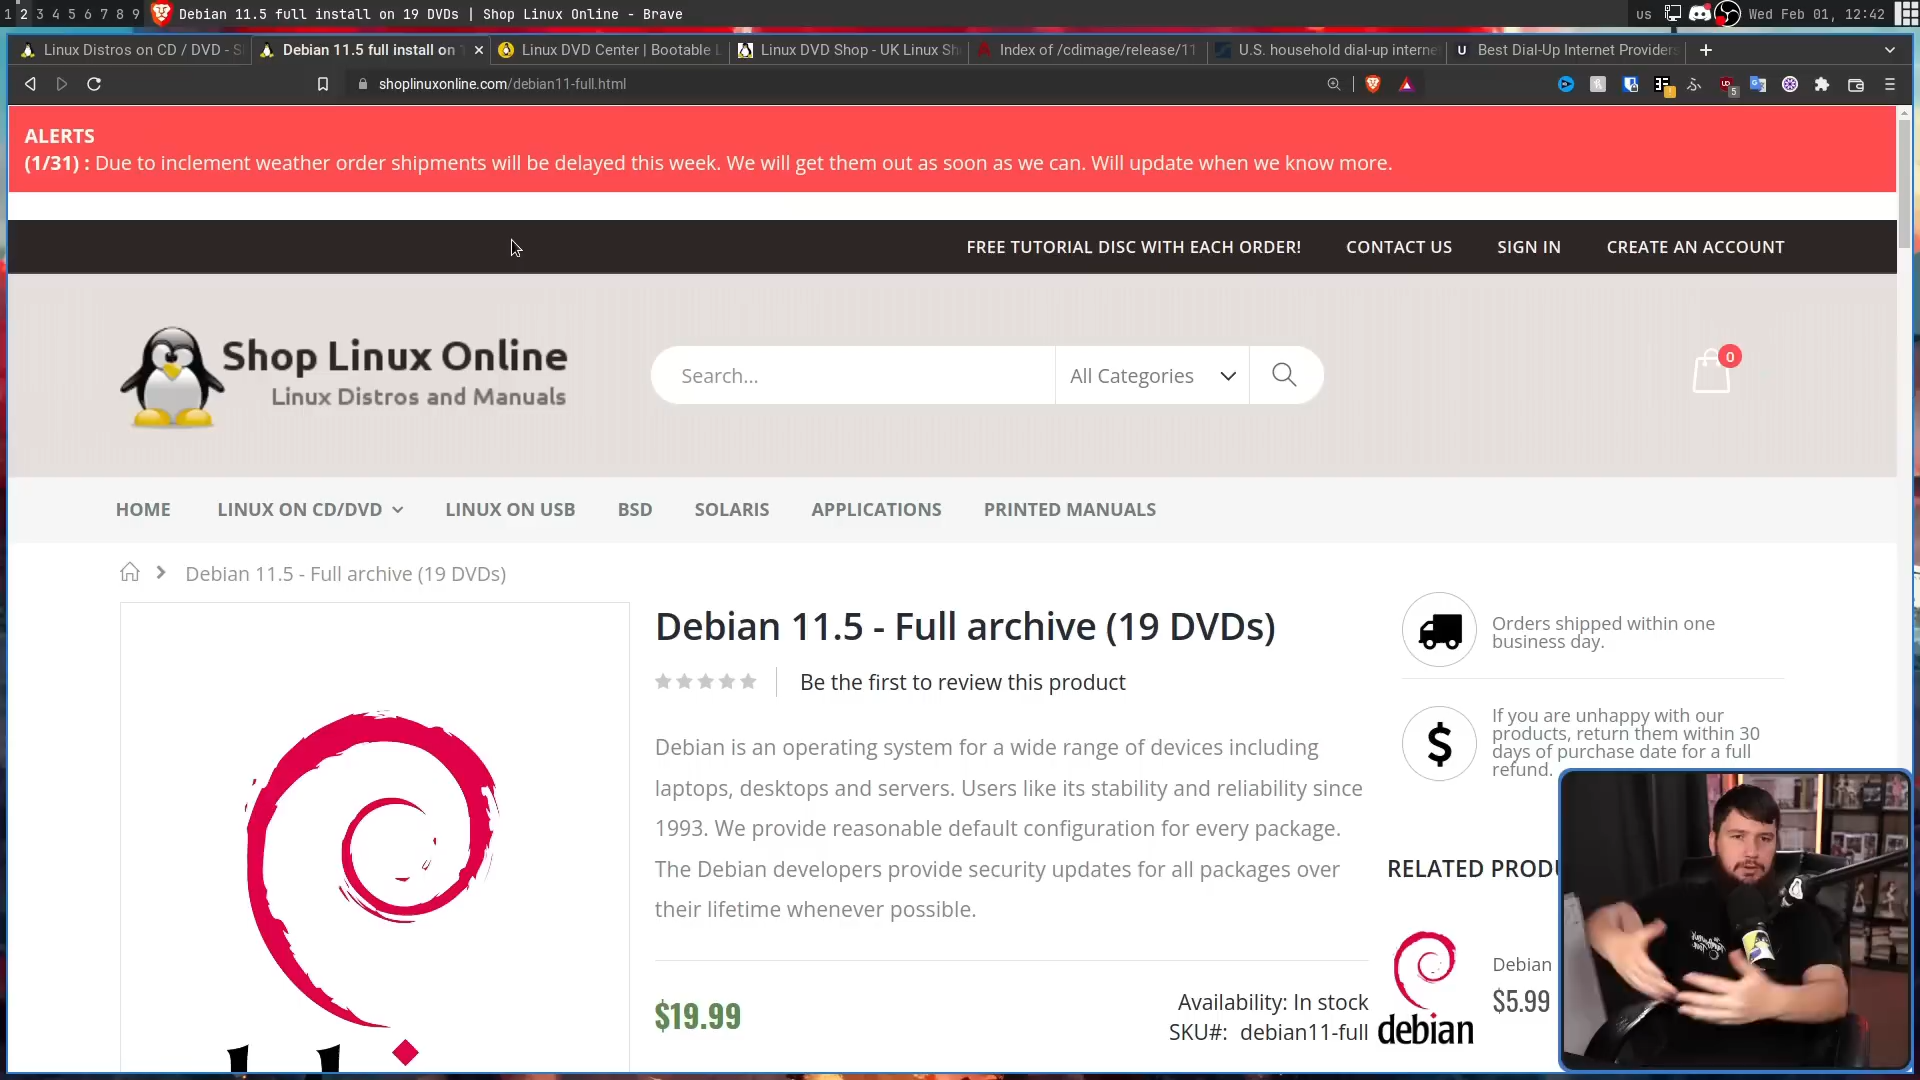 1 2 3 4 5 6 7 8 9 Debian 11.5 full install on 19 DVDs | Shop Linux Online - Brave
us Wed Feb 01, 12:42
Linux Distros on CD / DVD - S
Debian 11.5 full install on 1
Linux DVD Center | Bootable L
Linux DVD Shop - UK Linux Sh
Index of /cdimage/release/11
U.S. household dial-up interne
Best Dial-Up Internet Providers
shoplinuxonline.com/debian11-full.html
ALERTS
(1/31) : Due to inclement weather order shipments will be delayed this week. We will get them out as soon as we can. Will update when we know more.
FREE TUTORIAL DISC WITH EACH ORDER! CONTACT US SIGN IN CREATE AN ACCOUNT
Shop Linux Online
Linux Distros and Manuals
Search... All Categories
0
HOME LINUX ON CD/DVD LINUX ON USB BSD SOLARIS APPLICATIONS PRINTED MANUALS
Debian 11.5 - Full archive (19 DVDs)
Debian 11.5 - Full archive (19 DVDs)
Be the first to review this product
Debian is an operating system for a wide range of devices including
laptops, desktops and servers. Users like its stability and reliability since
1993. We provide reasonable default configuration for every package.
The Debian developers provide security updates for all packages over
their lifetime whenever possible.
$19.99
Availability: In stock
SKU#: debian11-full
Orders shipped within one
business day.
$
If you are unhappy with our
products, return them within 30
days of purchase date for a full
refund.
RELATED PRODU
debian
Debian
$5.99